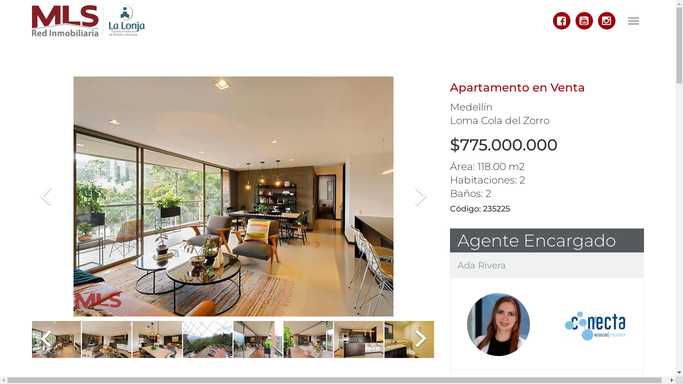 MLS
Red Inmobiliaria
La Lonja
Apartamento en Venta
Medellín
Loma Cola del Zorro
$775.000.000
Área: 118.00 m2
Habitaciones: 2
Baños: 2
Código: 235225
MLS
Agente Encargado
Ada Rivera
conecta